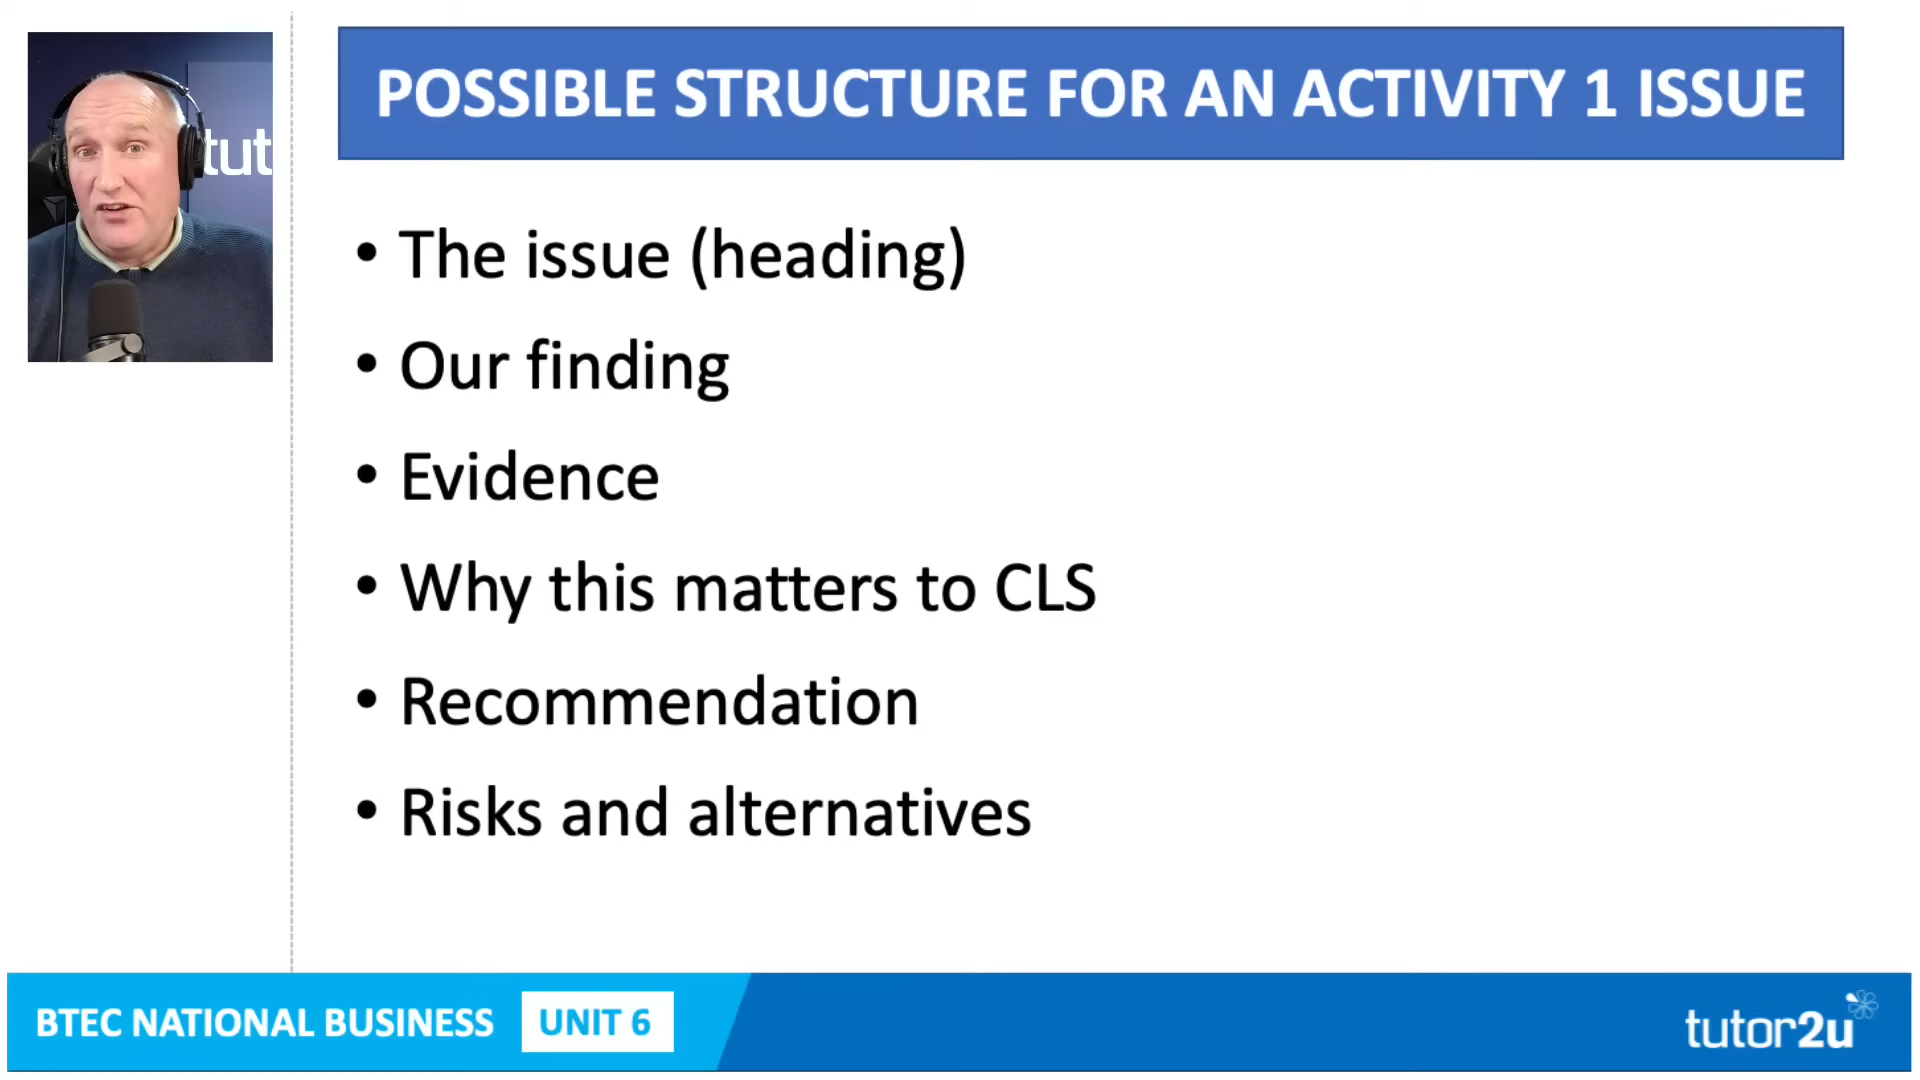 tut
POSSIBLE STRUCTURE FOR AN ACTIVITY 1 ISSUE
• The issue (heading)
• Our finding
• Evidence
• Why this matters to CLS
• Recommendation
• Risks and alternatives
BTEC NATIONAL BUSINESS UNIT 6
tutor2u